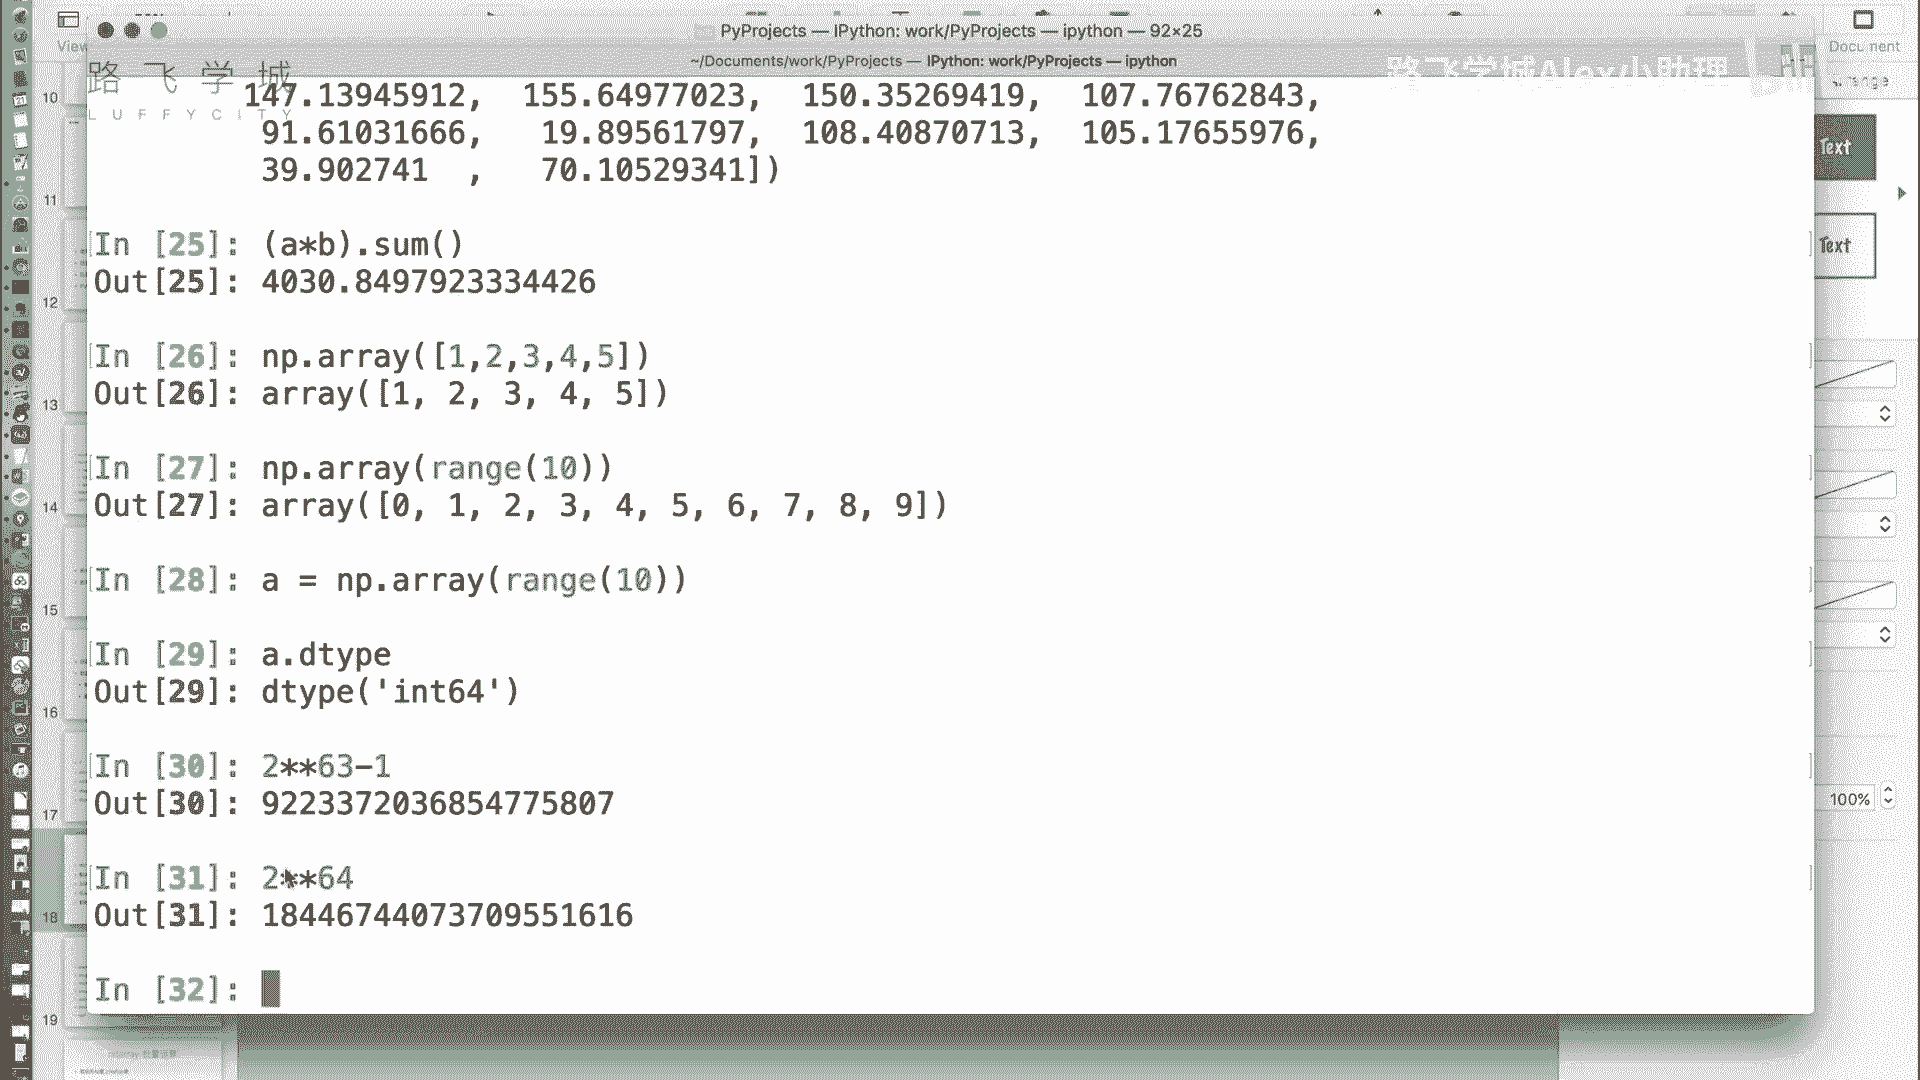 PyProjects — IPython: work/PyProjects — ipython — 92×25
View
Document
~/Documents/work/PyProjects — IPython: work/PyProjects — ipython
路飞学城
LUFFYCITY
路飞学城Alex小助理
147.13945912, 155.64977023, 150.35269419, 107.76762843,
91.61031666, 19.89561797, 108.40870713, 105.17655976,
39.902741 , 70.10529341])
In [25]: (a*b).sum()
Out[25]: 4030.8497923334426
In [26]: np.array([1,2,3,4,5])
Out[26]: array([1, 2, 3, 4, 5])
In [27]: np.array(range(10))
Out[27]: array([0, 1, 2, 3, 4, 5, 6, 7, 8, 9])
In [28]: a = np.array(range(10))
In [29]: a.dtype
Out[29]: dtype('int64')
In [30]: 2**63-1
Out[30]: 9223372036854775807
In [31]: 2**64
Out[31]: 18446744073709551616
In [32]:
10
11
12
13
14
15
16
17
18
19
Text
Text
100%